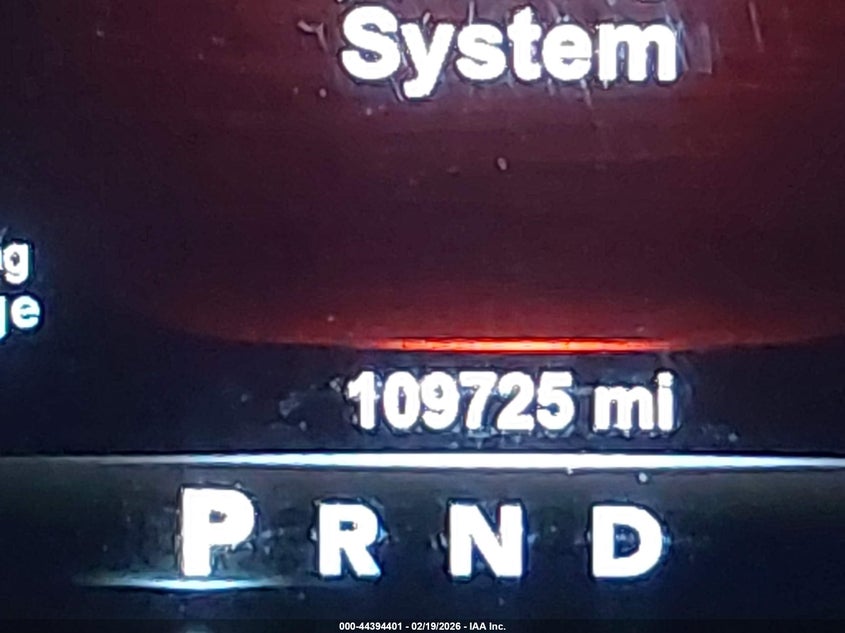 System
g
ge
109725 mi
P R N D
000-44394401 - 02/19/2026 - IAA Inc.